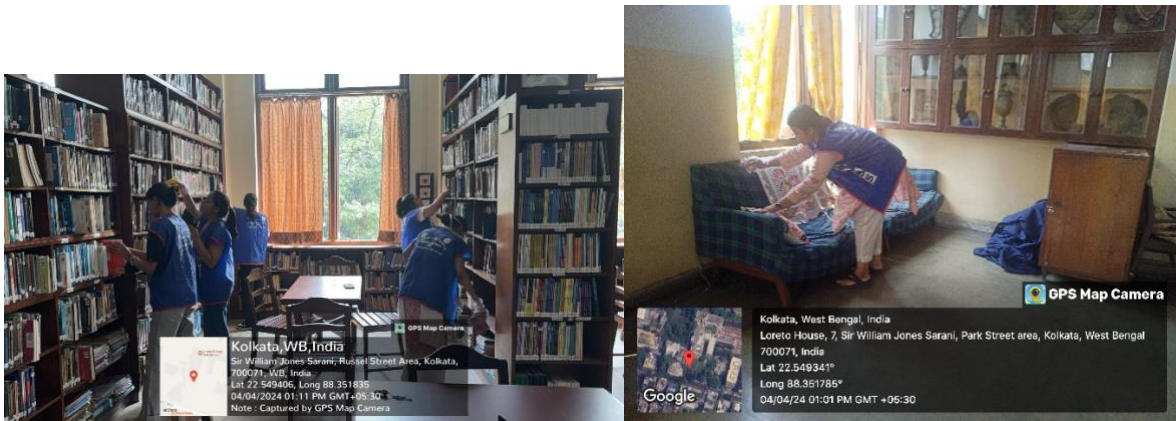 GPS Map Camera
Kolkata,WB,India
Sir William Jones Sarani, Russel Street Area, Kolkata,
700071, WB, India
Lat 22.549406, Long 88.351835
04/04/2024 01:11 PM GMT+05:30
Note : Captured by GPS Map Camera
GPS Map Camera
Kolkata, West Bengal, India
Loreto House, 7, Sir William Jones Sarani, Park Street area, Kolkata, West Bengal
700071, India
Lat 22.549341°
Long 88.351785°
04/04/24 01:01 PM GMT +05:30
Google